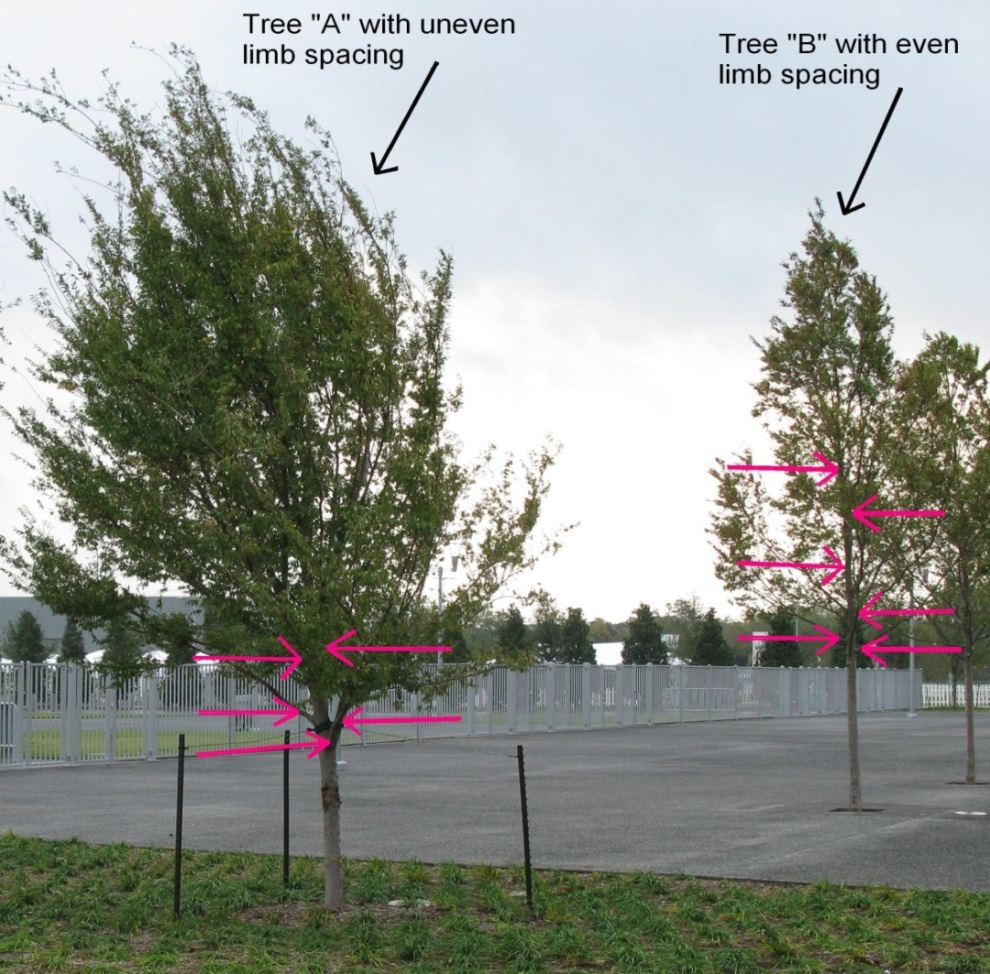 Tree "A" with uneven
limb spacing
Tree "B" with even
limb spacing